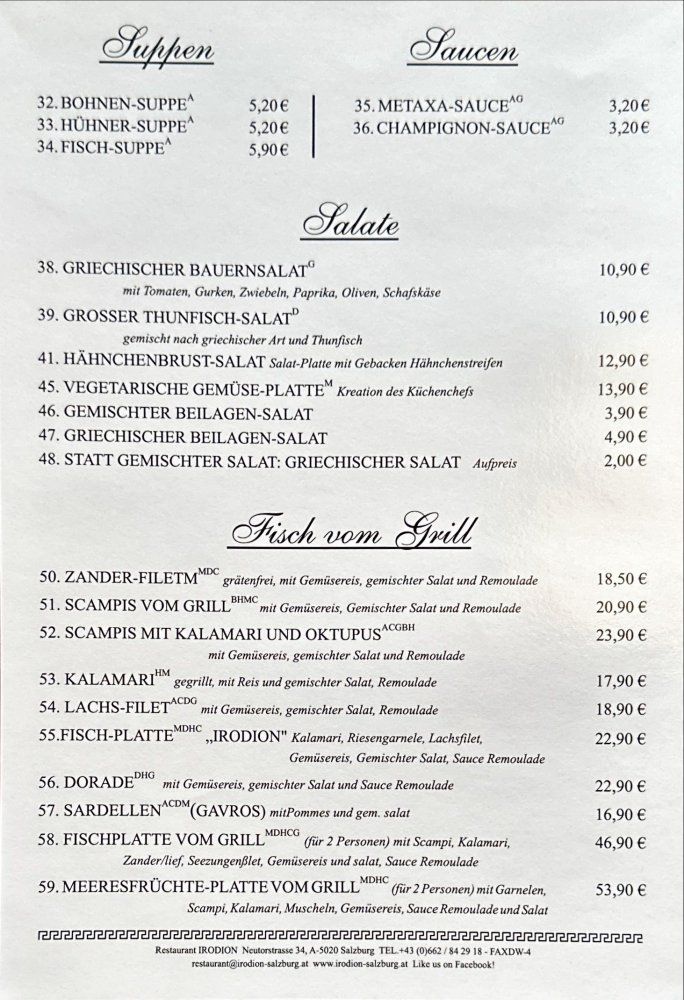 Suppen
Saucen
32. BOHNEN-SUPPE^A 5,20 €
33. HÜHNER-SUPPE^A 5,20 €
34. FISCH-SUPPE^A 5,90 €
35. METAXA-SAUCE^AG 3,20 €
36. CHAMPIGNON-SAUCE^AG 3,20 €
Salate
38. GRIECHISCHER BAUERNSALAT^G 10,90 €
mit Tomaten, Gurken, Zwiebeln, Paprika, Oliven, Schafskäse
39. GROSSER THUNFISCH-SALAT^D 10,90 €
gemischt nach griechischer Art und Thunfisch
41. HÄHNCHENBRUST-SALAT Salat-Platte mit Gebacken Hähnchenstreifen 12,90 €
45. VEGETARISCHE GEMÜSE-PLATTE^M Kreation des Küchenchefs 13,90 €
46. GEMISCHTER BEILAGEN-SALAT 3,90 €
47. GRIECHISCHER BEILAGEN-SALAT 4,90 €
48. STATT GEMISCHTER SALAT: GRIECHISCHER SALAT Aufpreis 2,00 €
Fisch vom Grill
50. ZANDER-FILETM^MDC grätenfrei, mit Gemüsereis, gemischter Salat und Remoulade 18,50 €
51. SCAMPIS VOM GRILL^BHMC mit Gemüsereis, Gemischter Salat und Remoulade 20,90 €
52. SCAMPIS MIT KALAMARI UND OKTUPUS^ACGBH 23,90 €
mit Gemüsereis, gemischter Salat und Remoulade
53. KALAMARI^HM gegrillt, mit Reis und gemischter Salat, Remoulade 17,90 €
54. LACHS-FILET^ACDG mit Gemüsereis, gemischter Salat, Remoulade 18,90 €
55.FISCH-PLATTE^MDHC „IRODION" Kalamari, Riesengarnele, Lachsfilet, 22,90 €
Gemüsereis, Gemischter Salat, Sauce Remoulade
56. DORADE^DHG mit Gemüsereis, gemischter Salat und Sauce Remoulade 22,90 €
57. SARDELLEN^ACDM(GAVROS) mitPommes und gem. salat 16,90 €
58. FISCHPLATTE VOM GRILL^MDHCG (für 2 Personen) mit Scampi, Kalamari, 46,90 €
Zander/lief, Seezungenßlet, Gemüsereis und salat, Sauce Remoulade
59. MEERESFRÜCHTE-PLATTE VOM GRILL^MDHC (für 2 Personen) mit Garnelen, 53,90 €
Scampi, Kalamari, Muscheln, Gemüsereis, Sauce Remoulade und Salat
Restaurant IRODION Neutorstrasse 34, A-5020 Salzburg TEL.+43 (0)662 / 84 29 18 - FAXDW-4
restaurant@irodion-salzburg.at www.irodion-salzburg.at Like us on Facebook!